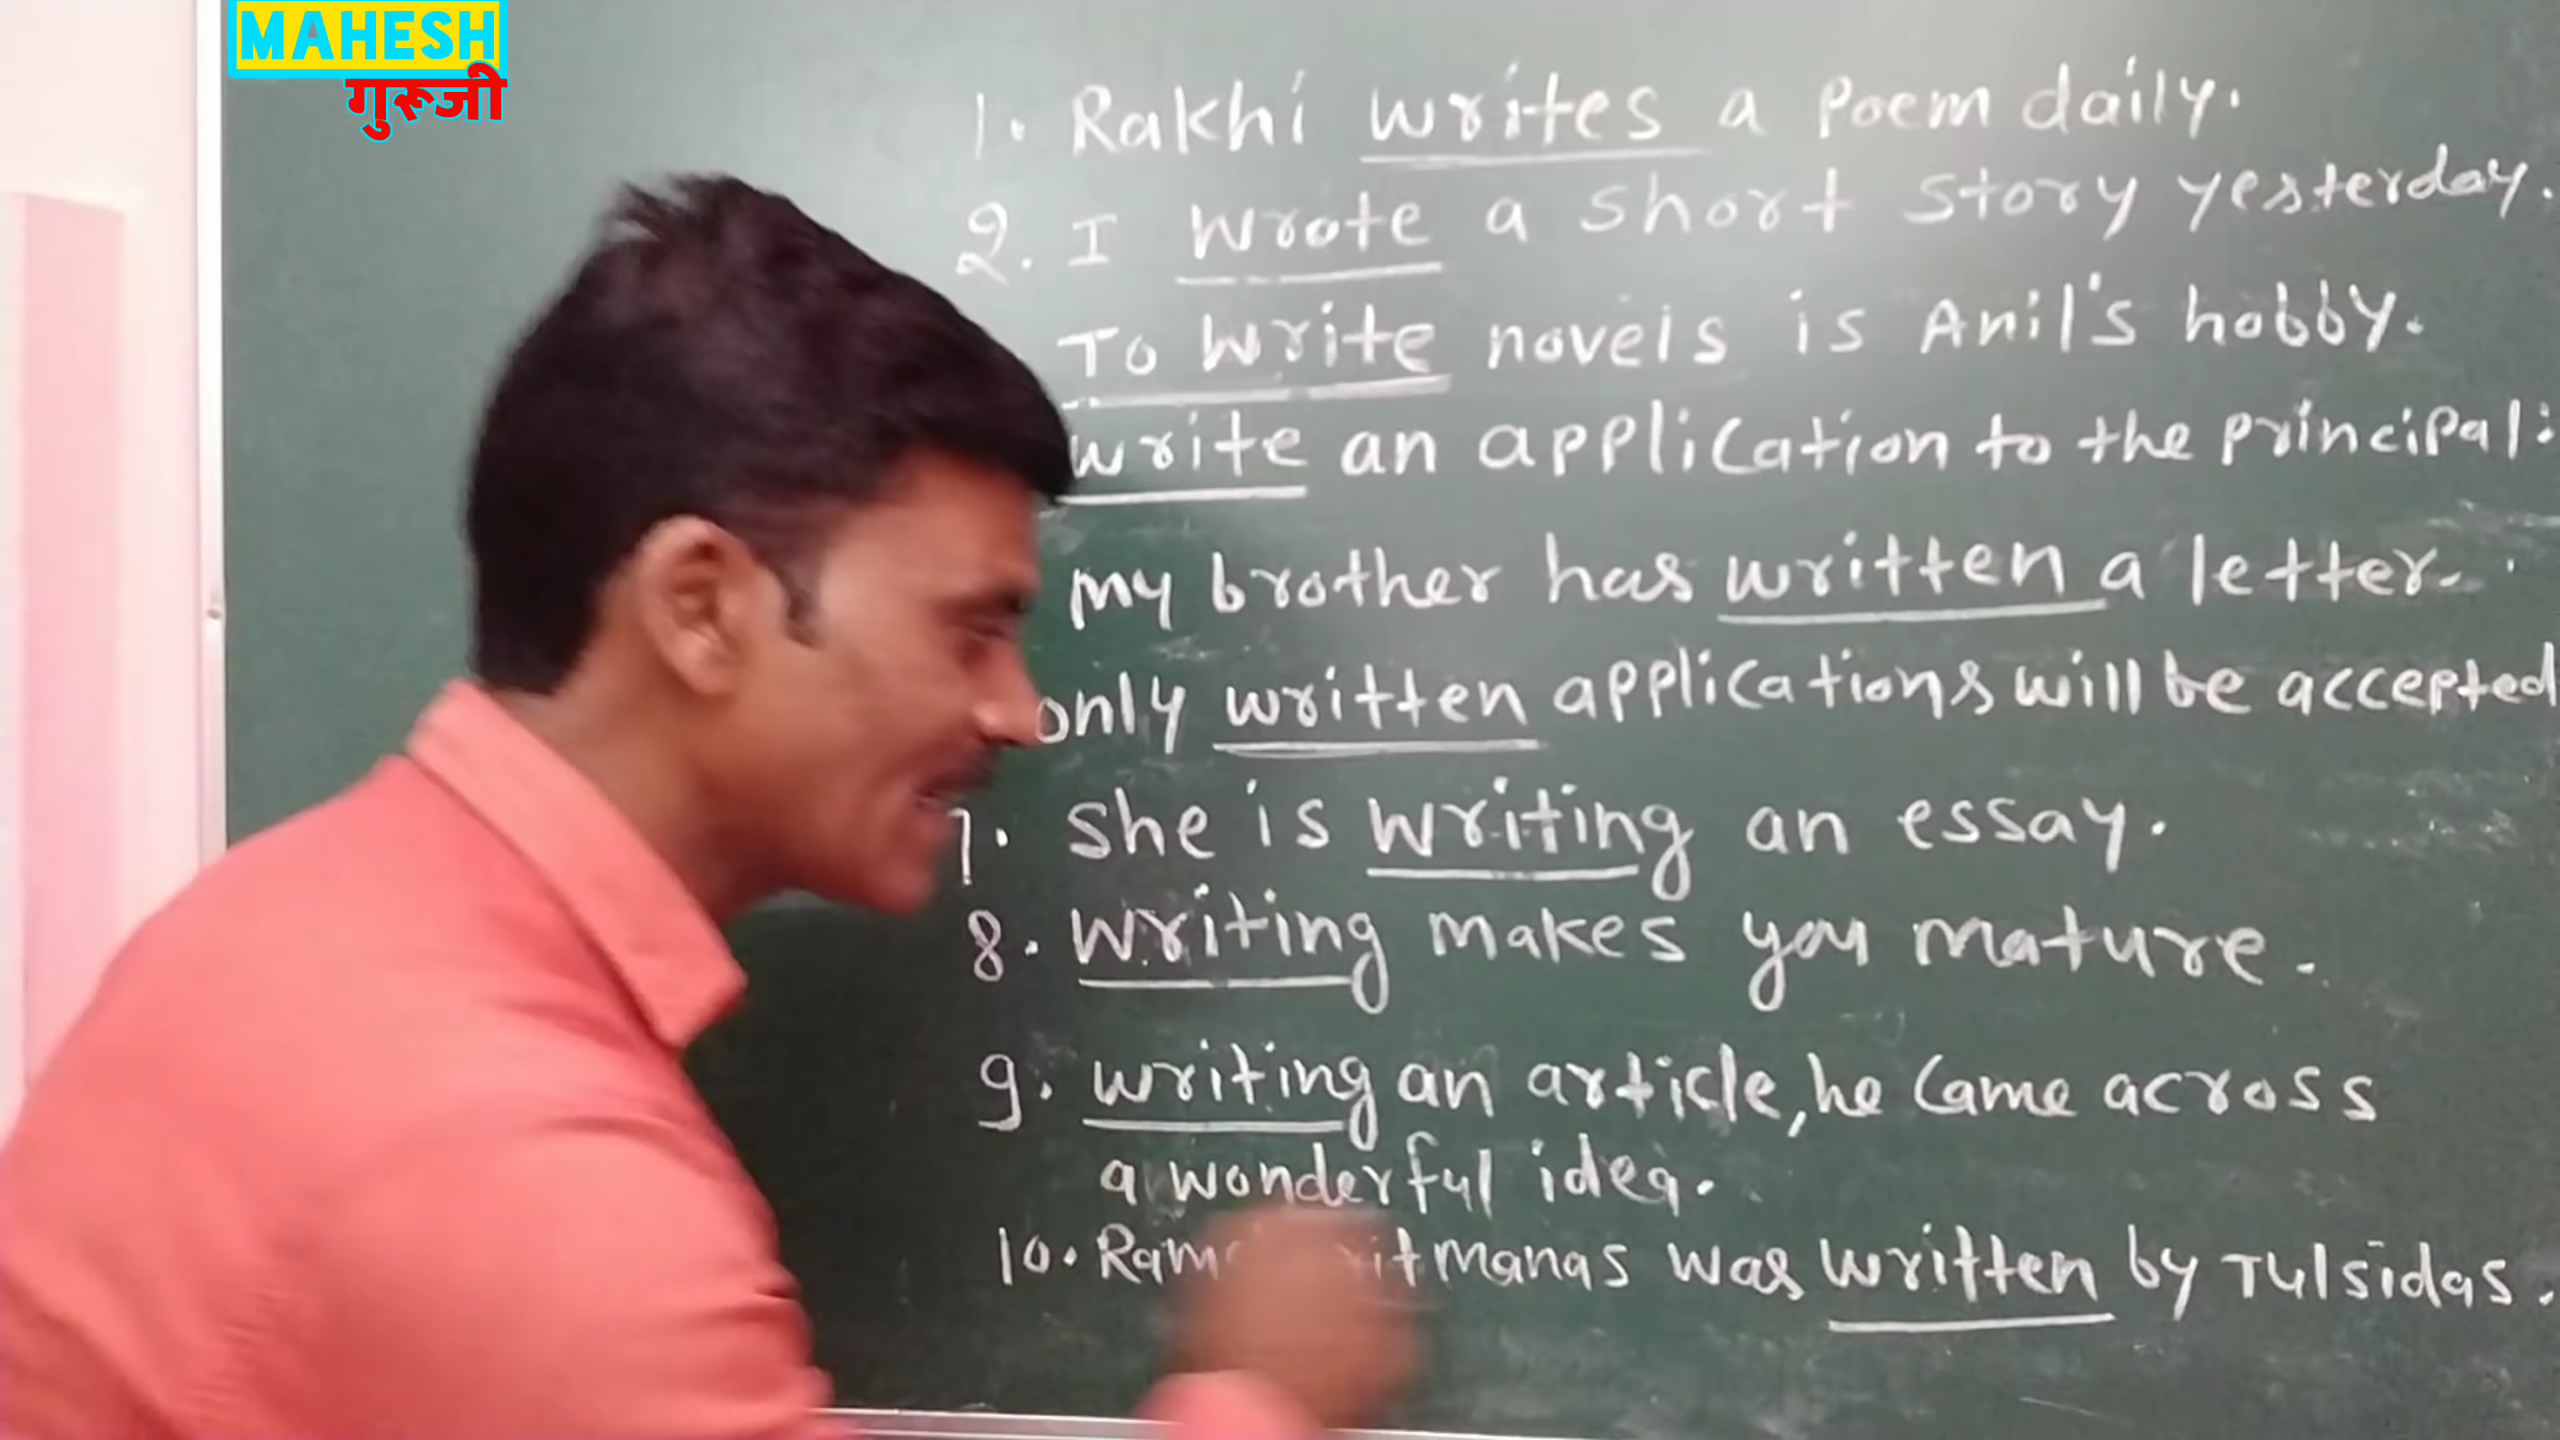 MAHESH
गुरूजी
1. Rakhi writes a Poem daily.
2. I wrote a short story yesterday.
To write novels is Anil's hobby.
write an application to the principal.
my brother has written a letter.
only written applications will be accepted
7. she is writing an essay.
8. writing makes you mature.
9. writing an article, he came across
a wonderful idea.
10. was written by Tulsidas.